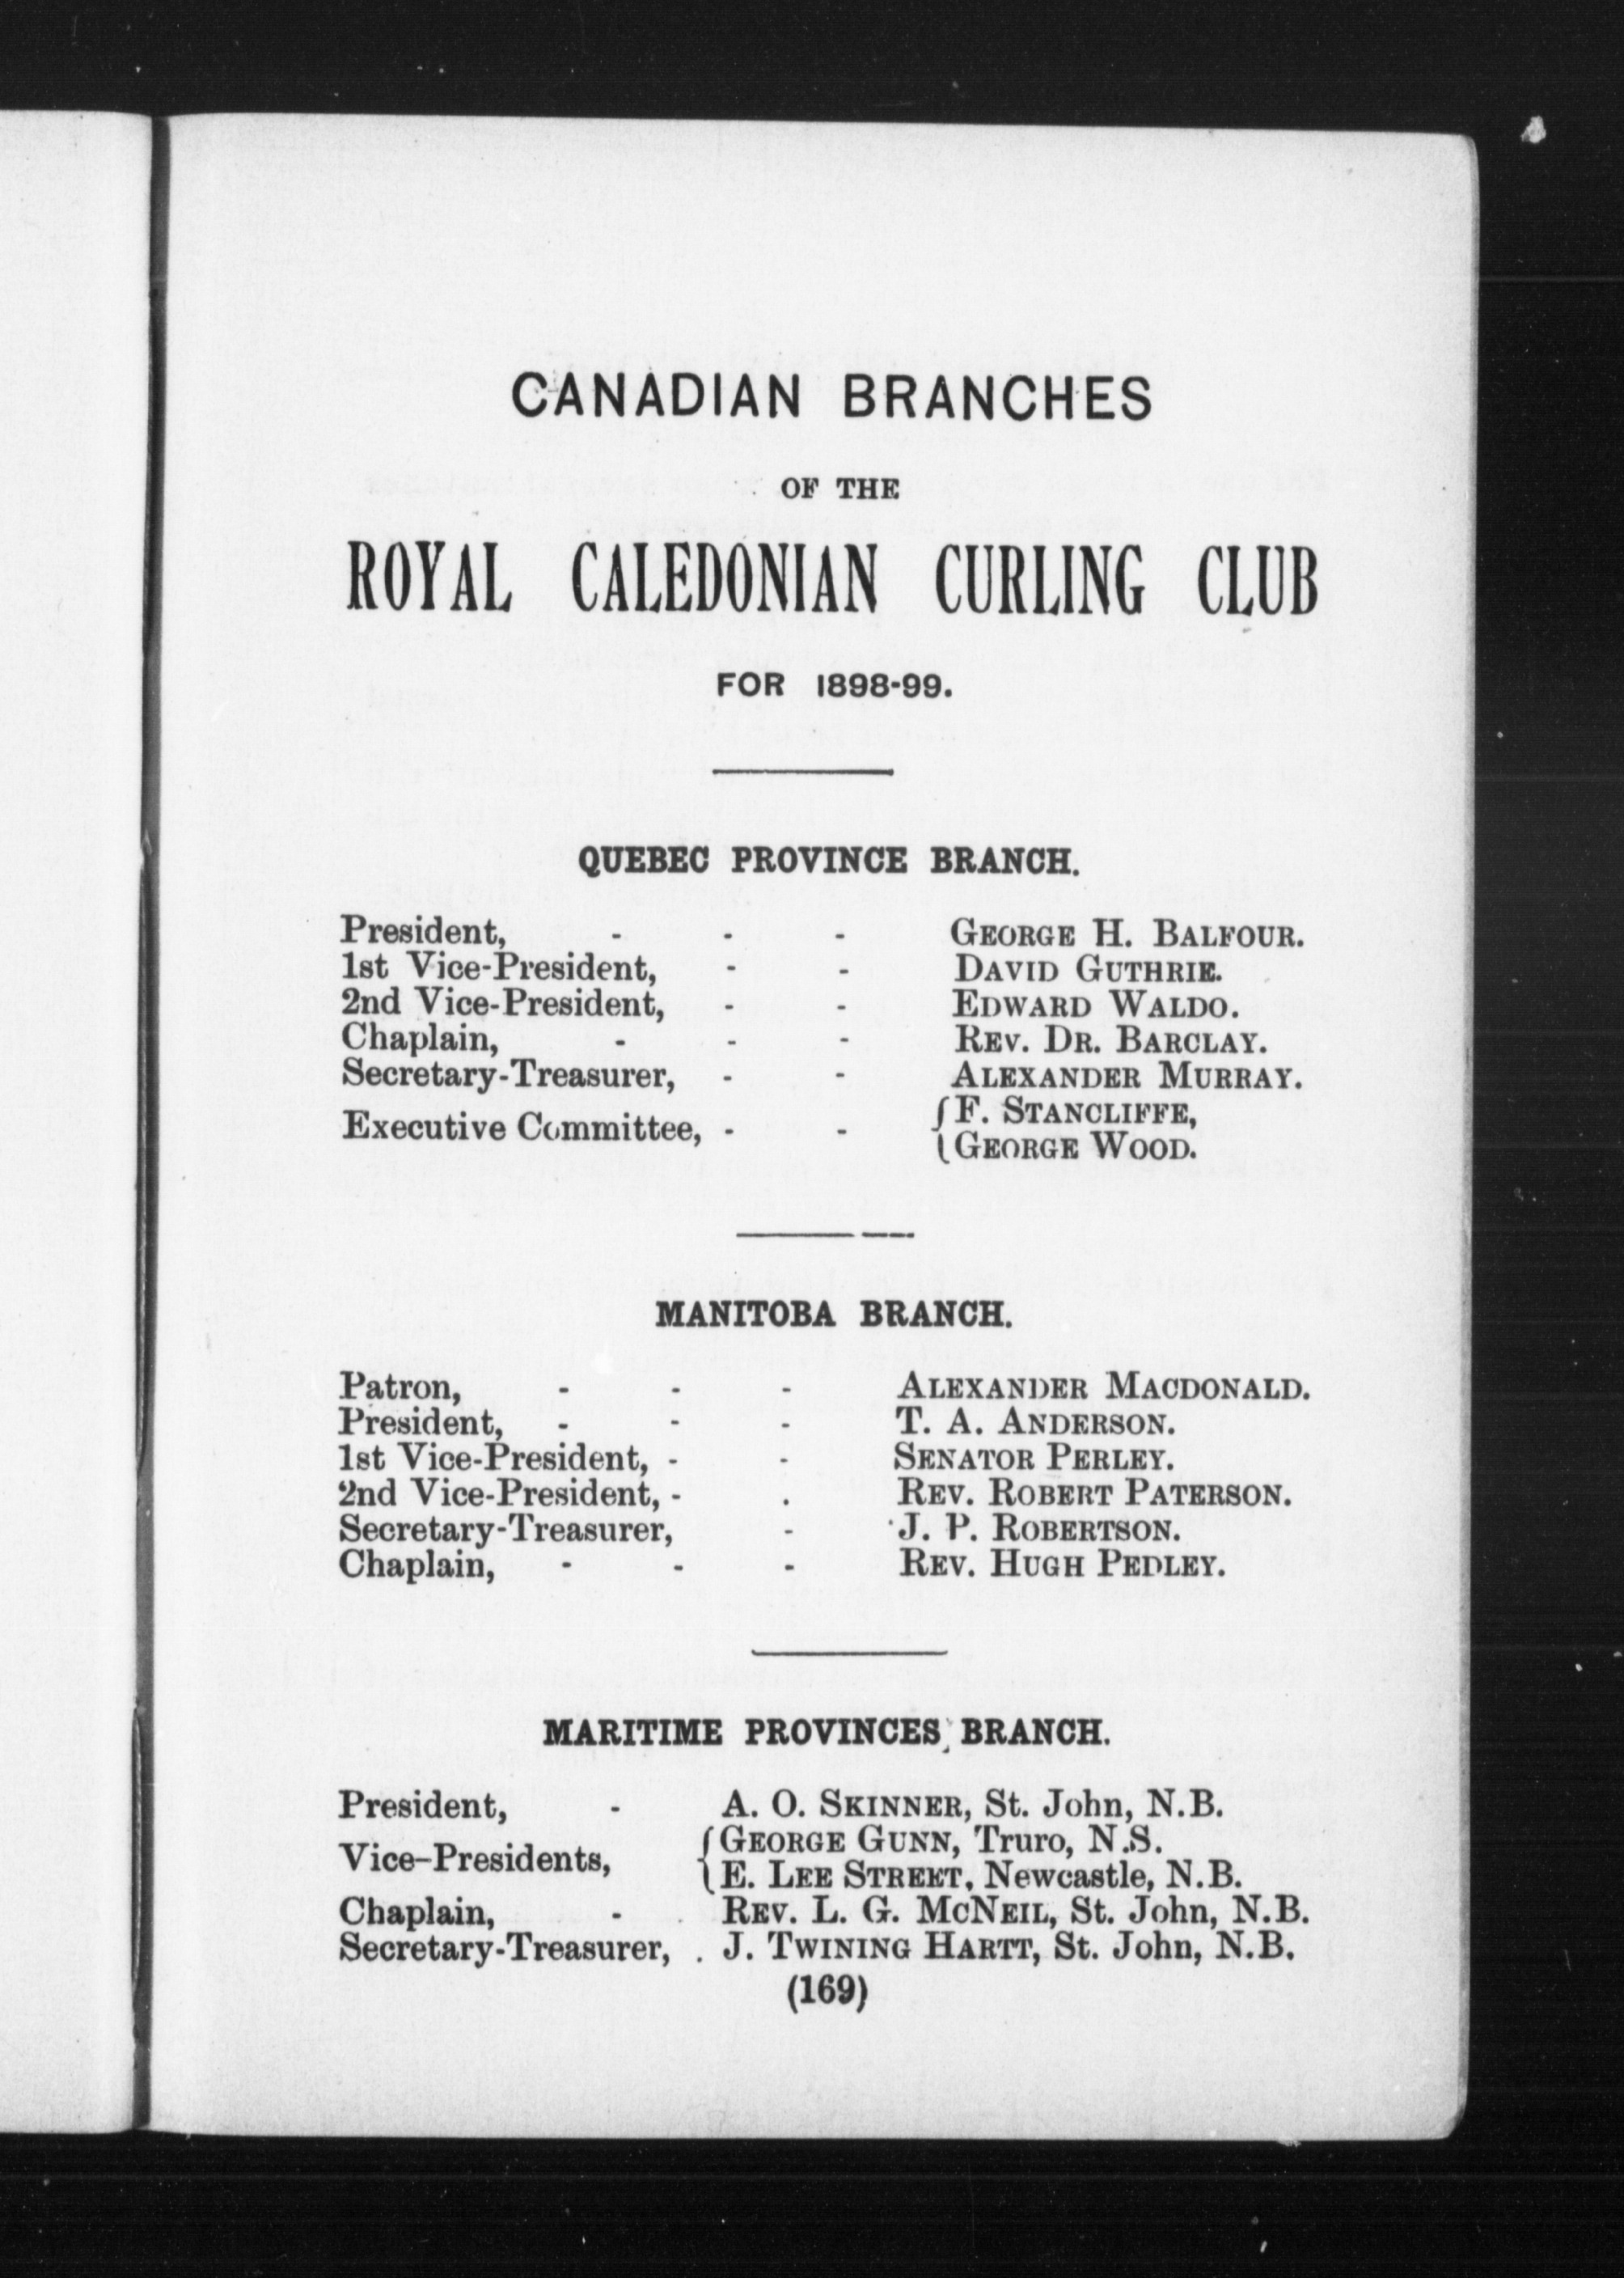 CANADIAN BRANCHES
OF THE
ROYAL CALEDONIAN CURLING CLUB
FOR 1898-99.
QUEBEC PROVINCE BRANCH.
President, - - - GEORGE H. BALFOUR.
1st Vice-President, - - DAVID GUTHRIE.
2nd Vice-President, - - EDWARD WALDO.
Chaplain, - - - REV. DR. BARCLAY.
Secretary-Treasurer, - - ALEXANDER MURRAY.
Executive Committee, - - { F. STANCLIFFE,
GEORGE WOOD.
MANITOBA BRANCH.
Patron, - - - ALEXANDER MACDONALD.
President, - - - T. A. ANDERSON.
1st Vice-President, - - SENATOR PERLEY.
2nd Vice-President, - . REV. ROBERT PATERSON.
Secretary-Treasurer, - J. P. ROBERTSON.
Chaplain, - - - REV. HUGH PEDLEY.
MARITIME PROVINCES BRANCH.
President, - A. O. SKINNER, St. John, N.B.
Vice-Presidents, { GEORGE GUNN, Truro, N.S.
E. LEE STREET, Newcastle, N.B.
Chaplain, - REV. L. G. MCNEIL, St. John, N.B.
Secretary-Treasurer, . J. TWINING HARTT, St. John, N.B.
(169)